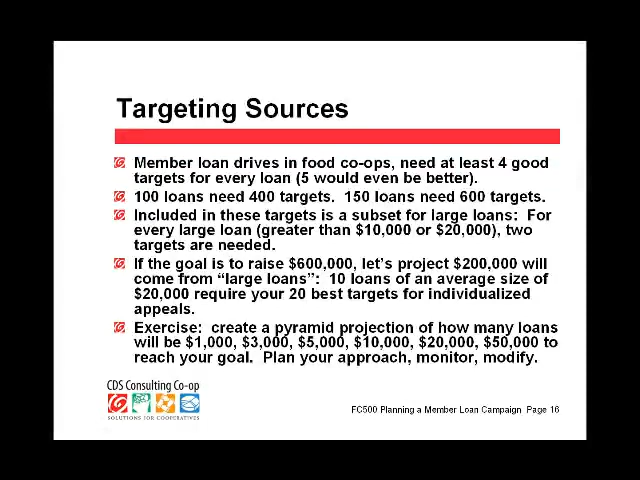 Targeting Sources
Member loan drives in food co-ops, need at least 4 good
targets for every loan (5 would even be better).
100 loans need 400 targets. 150 loans need 600 targets.
Included in these targets is a subset for large loans: For
every large loan (greater than $10,000 or $20,000), two
targets are needed.
If the goal is to raise $600,000, let's project $200,000 will
come from “large loans”: 10 loans of an average size of
$20,000 require your 20 best targets for individualized
appeals.
Exercise: create a pyramid projection of how many loans
will be $1,000, $3,000, $5,000, $10,000, $20,000, $50,000 to
reach your goal. Plan your approach, monitor, modify.
CDS Consulting Co-op
SOLUTIONS FOR COOPERATIVES
FC500 Planning a Member Loan Campaign Page 16